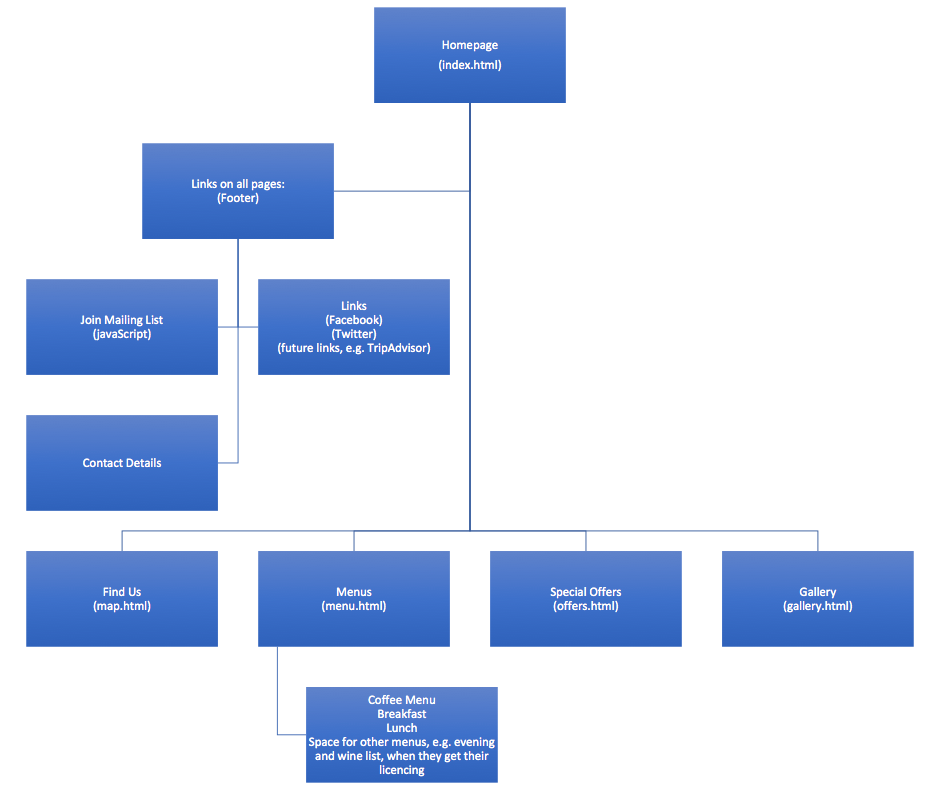 Homepage
(index.html)
Links on all pages:
(Footer)
Join Mailing List
(javaScript)
Links
(Facebook)
(Twitter)
(future links, e.g. TripAdvisor)
Contact Details
Find Us
(map.html)
Menus
(menu.html)
Special Offers
(offers.html)
Gallery
(gallery.html)
Coffee Menu
Breakfast
Lunch
Space for other menus, e.g. evening
and wine list, when they get their
licencing